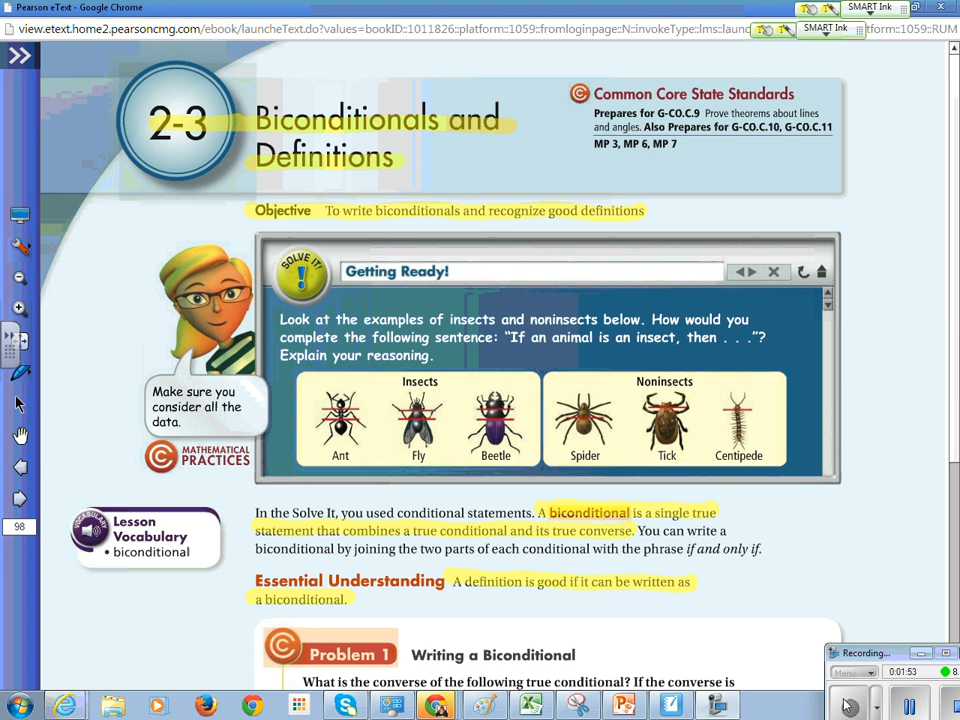 Pearson eText - Google Chrome
SMART Ink
view.etext.home2.pearsoncmg.com/ebook/launcheText.do?values=bookID::1011826::platform::1059::fromloginpage::N::invokeType::lms::launc
SMART Ink
tform::1059::RUM
2-3
Biconditionals and
Definitions
Common Core State Standards
Prepares for G-CO.C.9 Prove theorems about lines
and angles. Also Prepares for G-CO.C.10, G-CO.C.11
MP 3, MP 6, MP 7
Objective To write biconditionals and recognize good definitions
SOLVE IT!
Getting Ready!
Look at the examples of insects and noninsects below. How would you
complete the following sentence: “If an animal is an insect, then . . .”?
Explain your reasoning.
Make sure you
consider all the
data.
MATHEMATICAL
PRACTICES
Insects
Noninsects
Ant
Fly
Beetle
Spider
Tick
Centipede
98
VOCABULARY
Lesson
Vocabulary
• biconditional
In the Solve It, you used conditional statements. A biconditional is a single true
statement that combines a true conditional and its true converse. You can write a
biconditional by joining the two parts of each conditional with the phrase if and only if.
Essential Understanding A definition is good if it can be written as
a biconditional.
Problem 1 Writing a Biconditional
What is the converse of the following true conditional? If the converse is
Recording...
Menu
0:01:53
8.